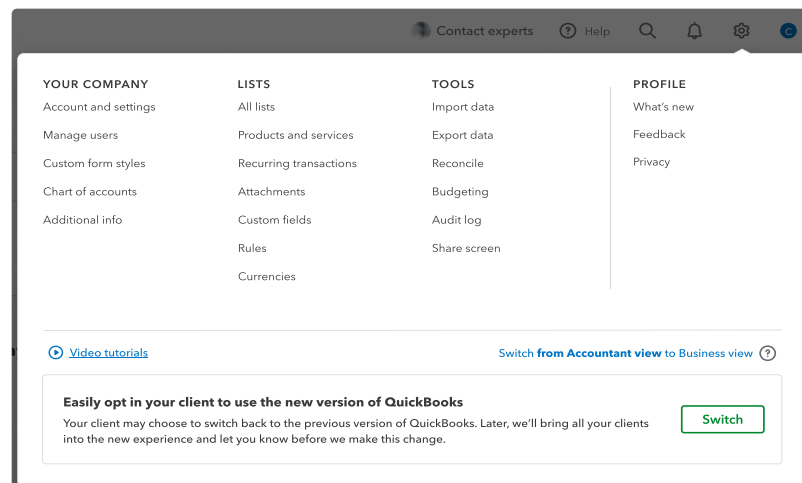 Contact experts
Help
C
YOUR COMPANY
Account and settings
Manage users
Custom form styles
Chart of accounts
Additional info
LISTS
All lists
Products and services
Recurring transactions
Attachments
Custom fields
Rules
Currencies
TOOLS
Import data
Export data
Reconcile
Budgeting
Audit log
Share screen
PROFILE
What's new
Feedback
Privacy
Video tutorials
Switch from Accountant view to Business view
Easily opt in your client to use the new version of QuickBooks
Your client may choose to switch back to the previous version of QuickBooks. Later, we'll bring all your clients
into the new experience and let you know before we make this change.
Switch